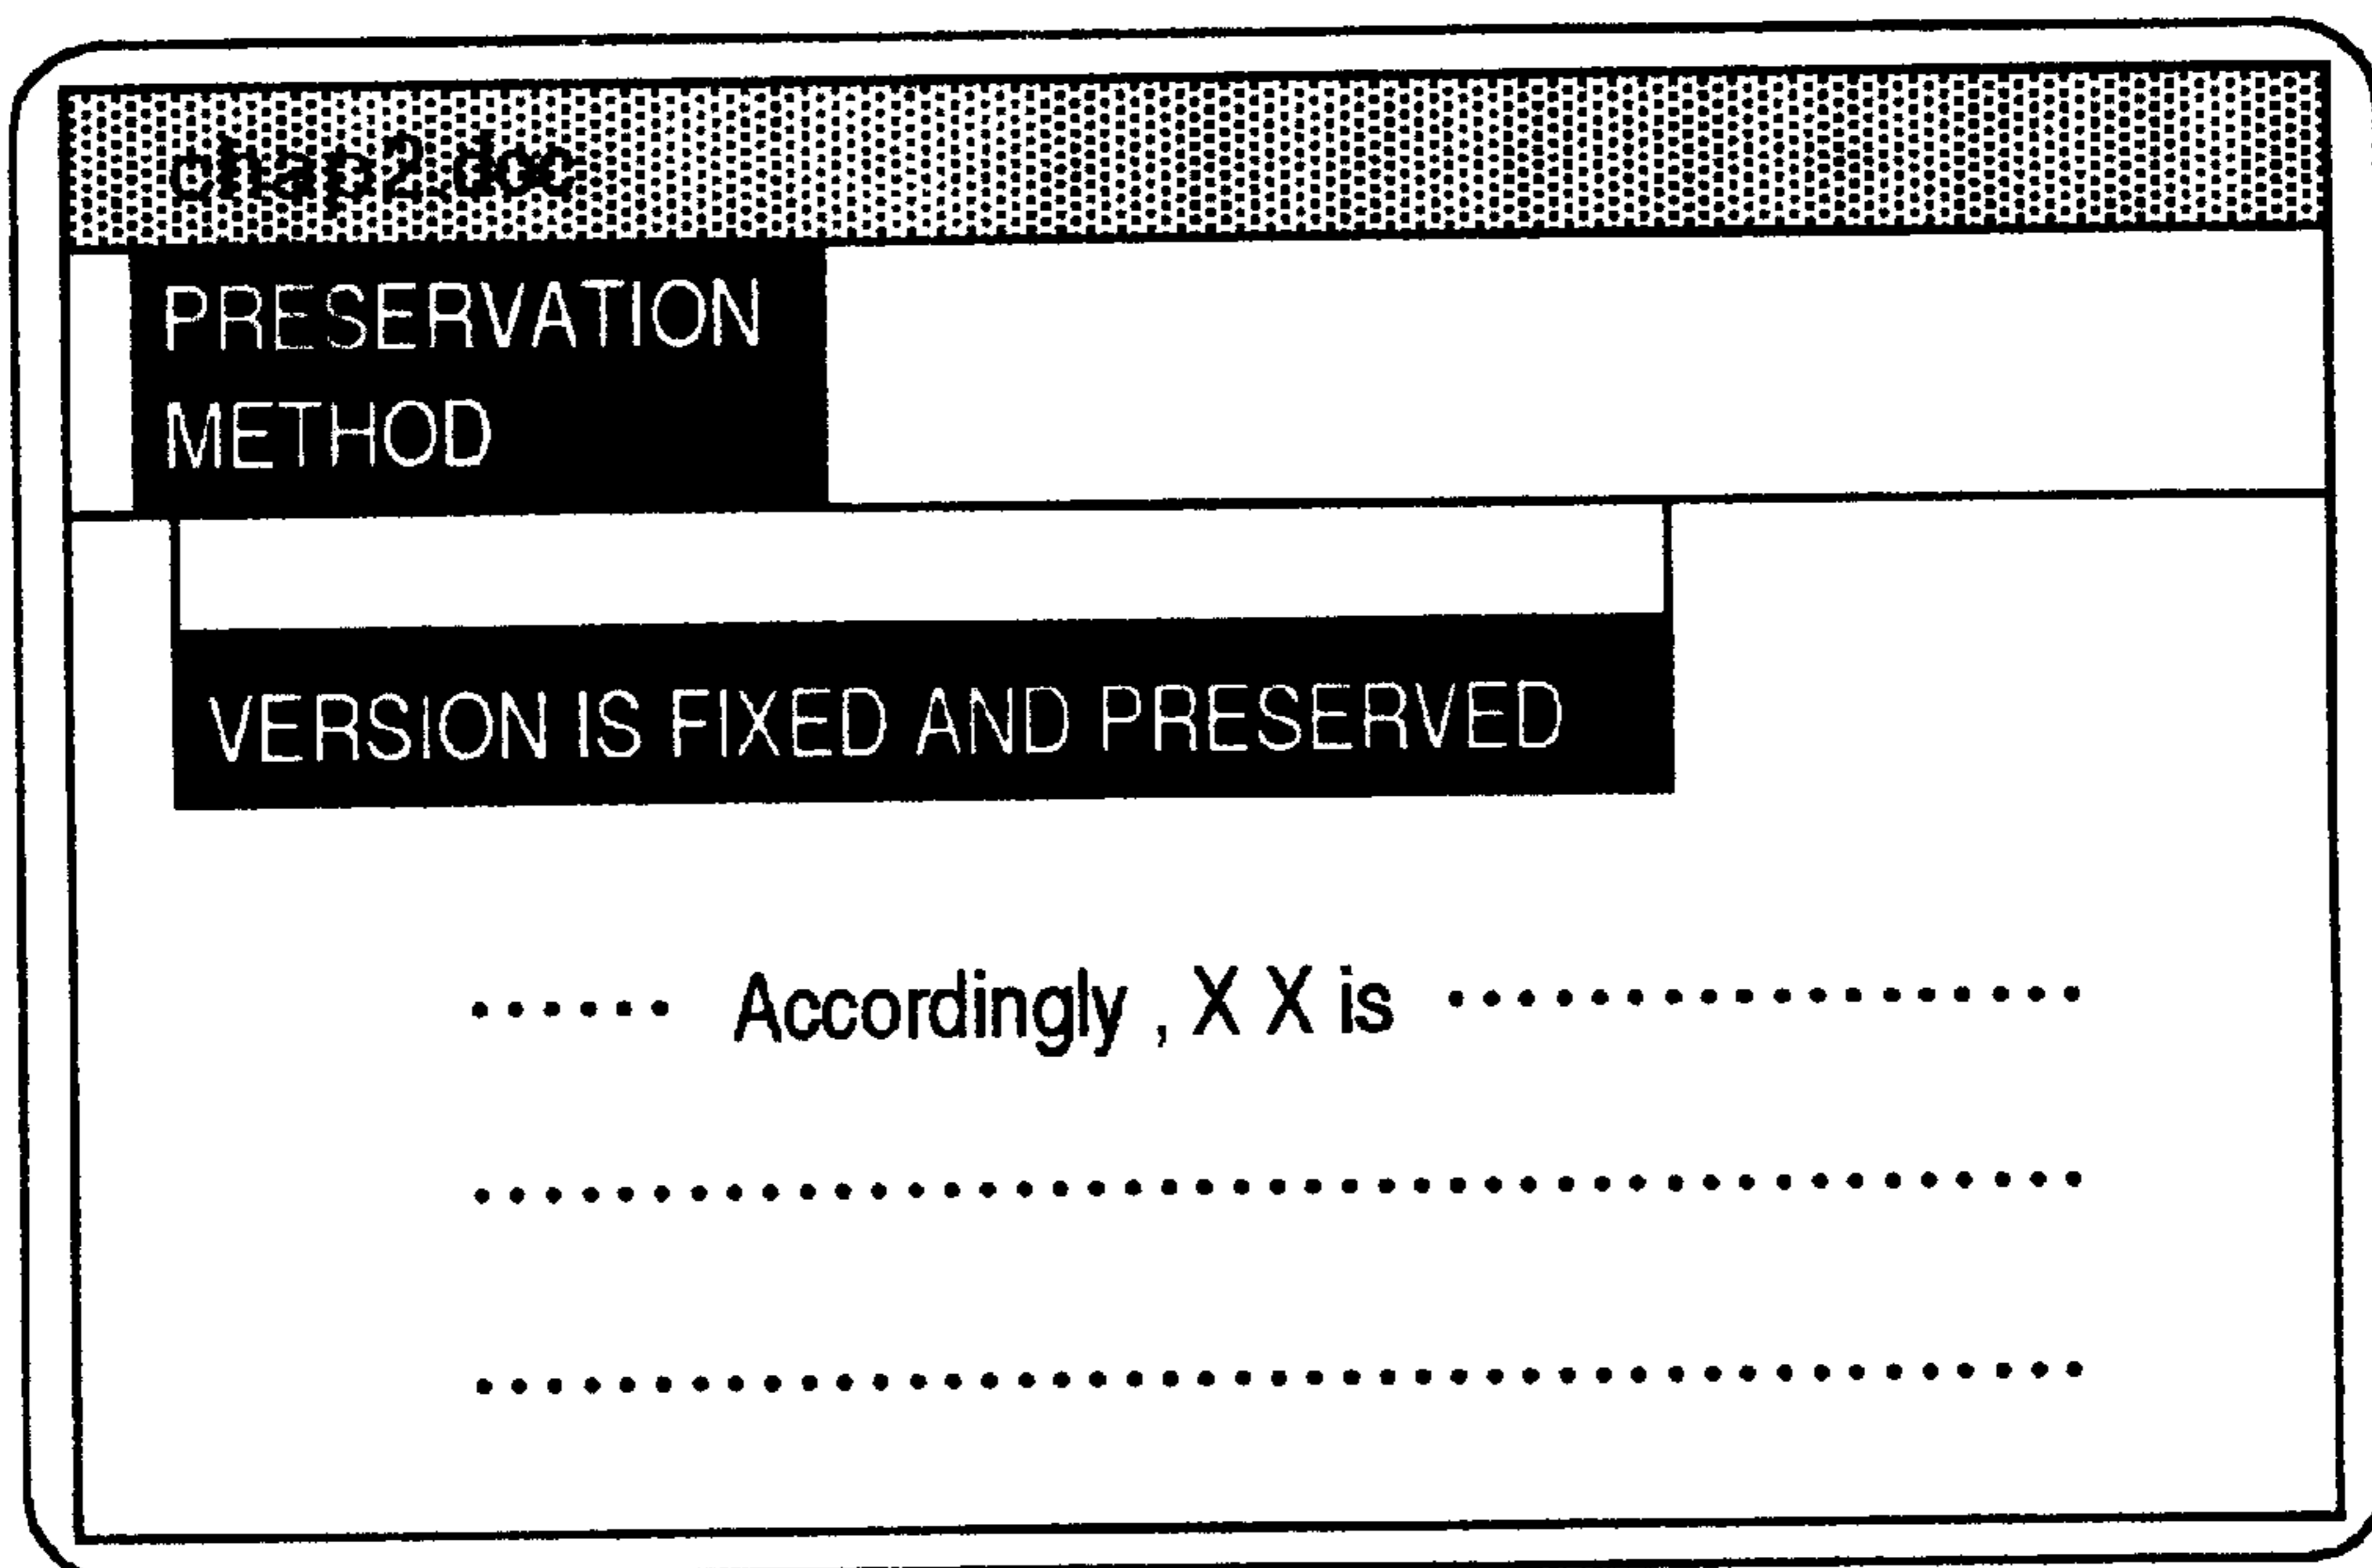 chap2.doc
PRESERVATION
METHOD
VERSION IS FIXED AND PRESERVED
...... Accordingly , X X is ..................
.............................................
.............................................